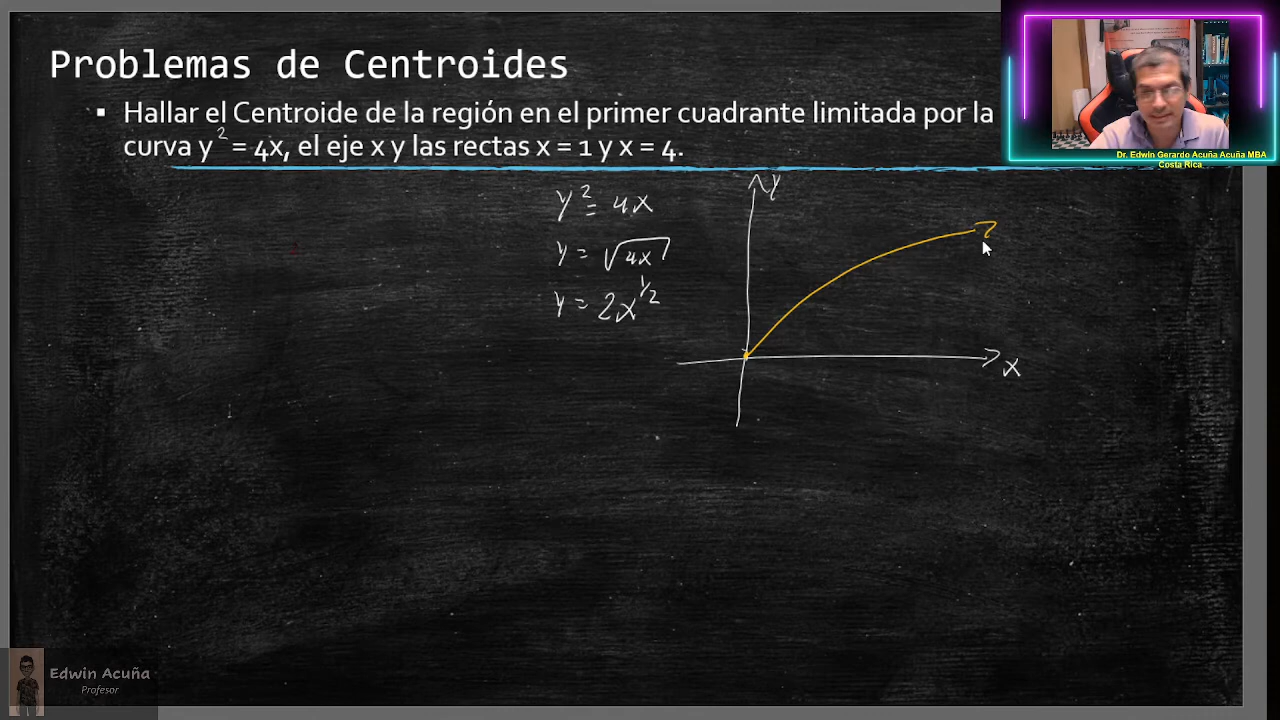 Problemas de Centroides
▪ Hallar el Centroide de la región en el primer cuadrante limitada por la
curva y² = 4x, el eje x y las rectas x = 1 y x = 4.
Dr. Edwin Gerardo Acuña Acuña MBA
Costa Rica
y² = 4x
y = √4x
y = 2x^1/2
y
x
Edwin Acuña
Profesor